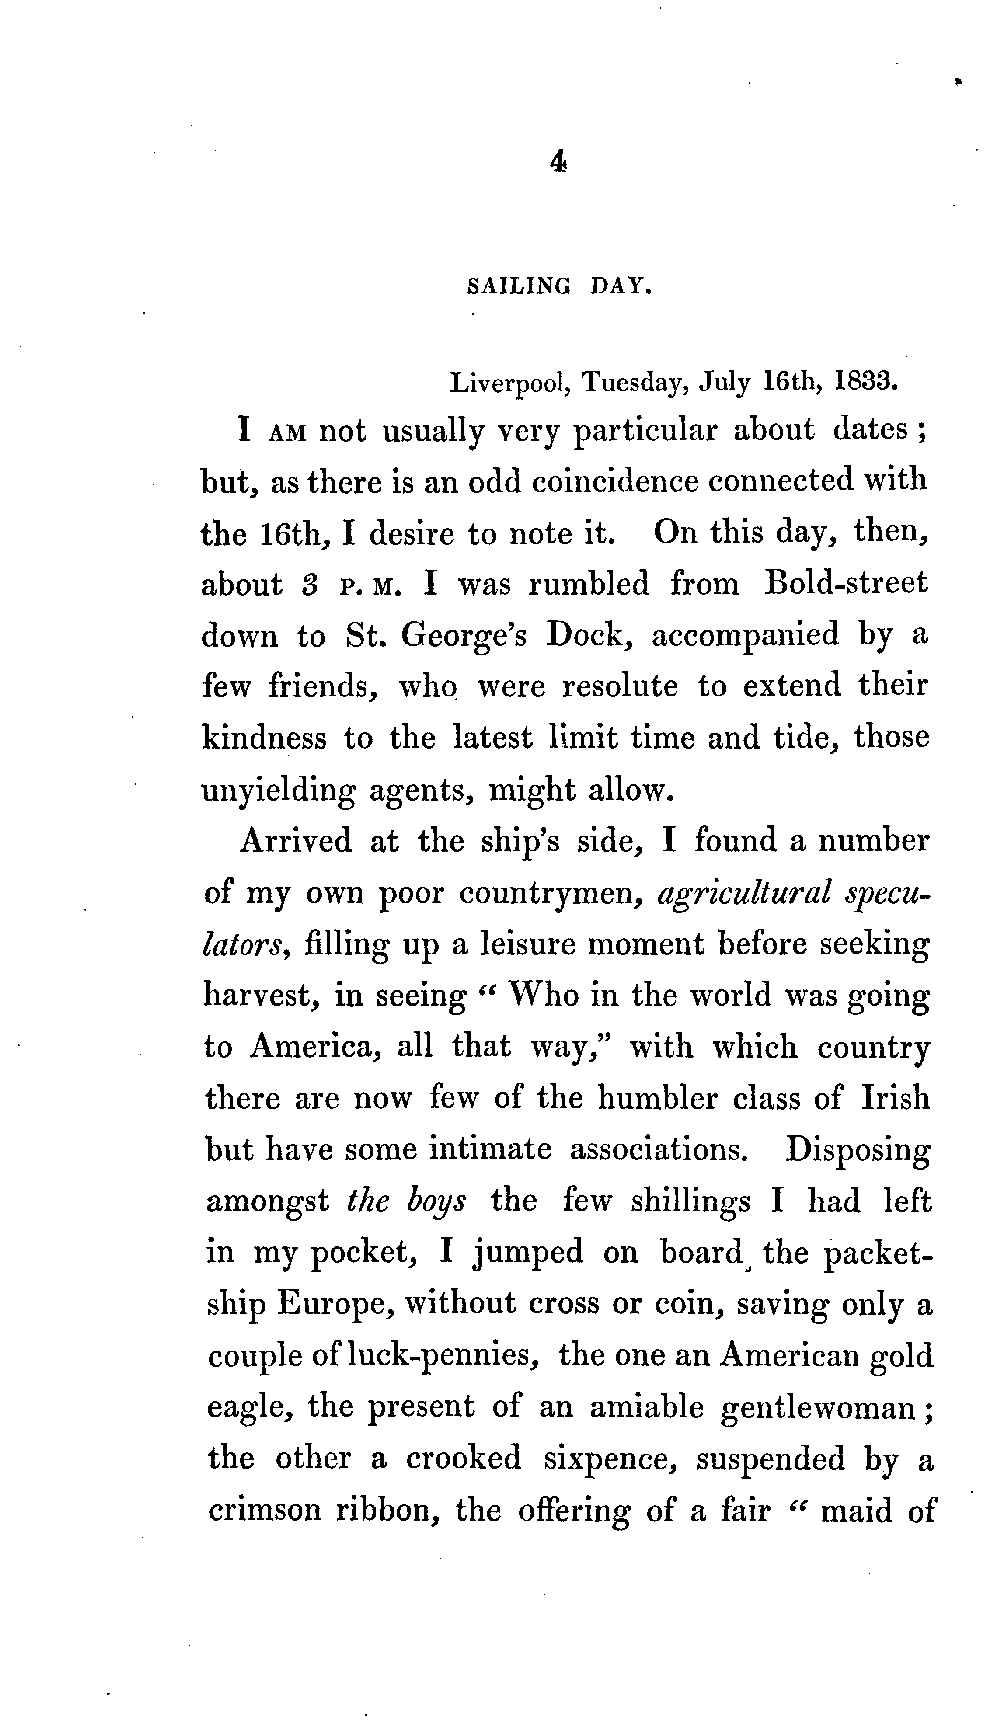 4
SAILING DAY.
Liverpool, Tuesday, July 16th, 1833.
I AM not usually very particular about dates ;
but, as there is an odd coincidence connected with
the 16th, I desire to note it. On this day, then,
about 3 P. M. I was rumbled from Bold-street
down to St. George's Dock, accompanied by a
few friends, who were resolute to extend their
kindness to the latest limit time and tide, those
unyielding agents, might allow.
Arrived at the ship's side, I found a number
of my own poor countrymen, agricultural specu-
lators, filling up a leisure moment before seeking
harvest, in seeing “ Who in the world was going
to America, all that way,” with which country
there are now few of the humbler class of Irish
but have some intimate associations. Disposing
amongst the boys the few shillings I had left
in my pocket, I jumped on board the packet-
ship Europe, without cross or coin, saving only a
couple of luck-pennies, the one an American gold
eagle, the present of an amiable gentlewoman ;
the other a crooked sixpence, suspended by a
crimson ribbon, the offering of a fair “ maid of